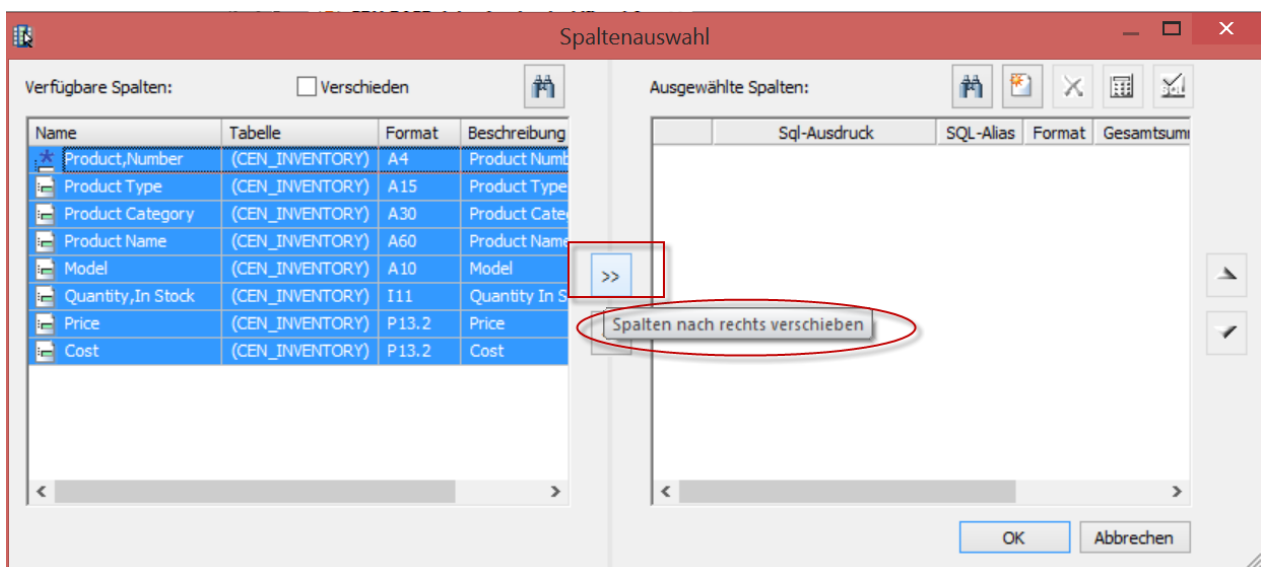 Spaltenauswahl
Verfügbare Spalten:
Verschieden
Ausgewählte Spalten:
Name Tabelle Format Beschreibung
Product,Number (CEN_INVENTORY) A4 Product Numb
Product Type (CEN_INVENTORY) A15 Product Type
Product Category (CEN_INVENTORY) A30 Product Cate
Product Name (CEN_INVENTORY) A60 Product Name
Model (CEN_INVENTORY) A10 Model
Quantity,In Stock (CEN_INVENTORY) I11 Quantity In S
Price (CEN_INVENTORY) P13.2 Price
Cost (CEN_INVENTORY) P13.2 Cost
>>
Spalten nach rechts verschieben
Sql-Ausdruck SQL-Alias Format Gesamtsum
OK
Abbrechen